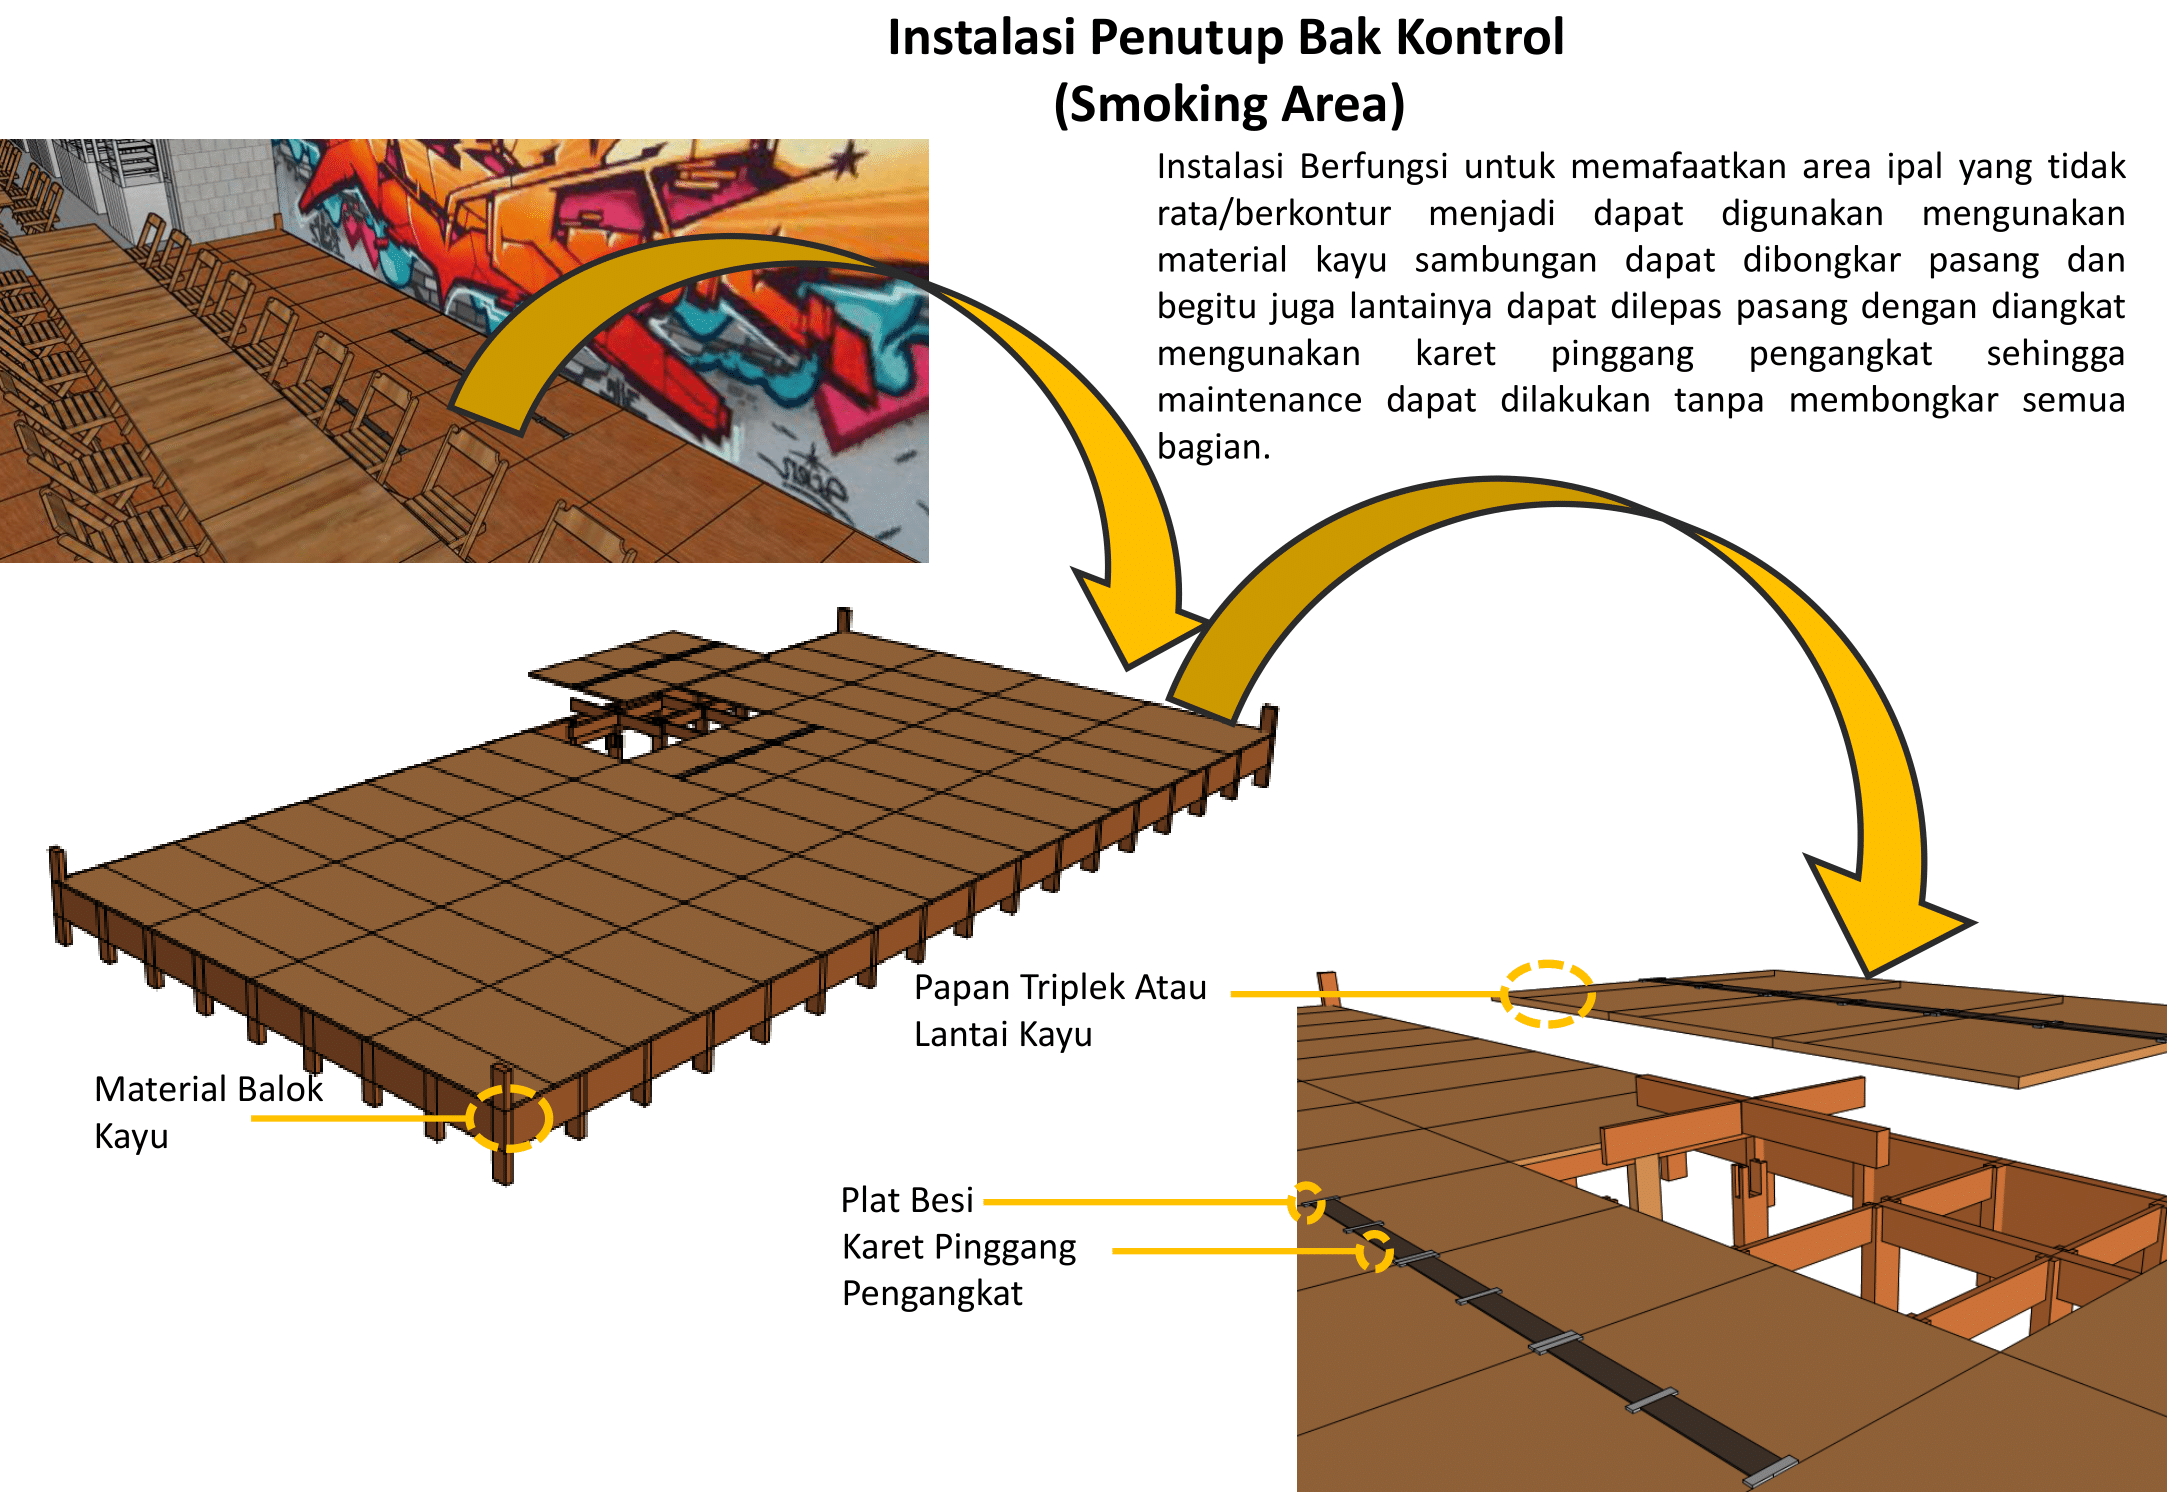 Instalasi Penutup Bak Kontrol
(Smoking Area)
Instalasi Berfungsi untuk memafaatkan area ipal yang tidak
rata/berkontur menjadi dapat digunakan mengunakan
material kayu sambungan dapat dibongkar pasang dan
begitu juga lantainya dapat dilepas pasang dengan diangkat
mengunakan karet pinggang pengangkat sehingga
maintenance dapat dilakukan tanpa membongkar semua
bagian.
Papan Triplek Atau
Lantai Kayu
Material Balok
Kayu
Plat Besi
Karet Pinggang
Pengangkat